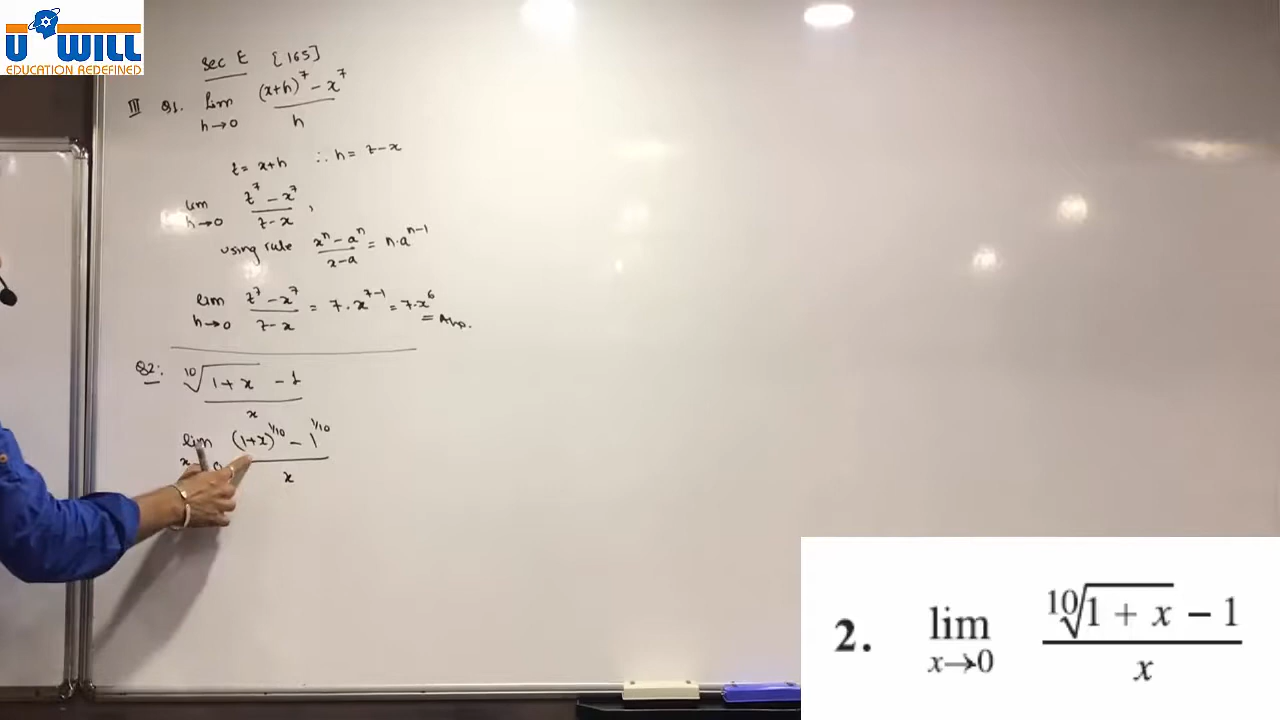 U WILL
EDUCATION REDEFINED
Sec E [165]
III Q1. lim h→0 (x+h)^7 − x^7 / h
z = x+h ∴ h = z−x
lim h→0 z^7 − x^7 / z−x ,
using rule x^n − a^n / x−a = n·a^(n−1)
lim h→0 z^7 − x^7 / z−x = 7·x^(7−1) = 7·x^6
= Ans.
Q2: 10√(1+x) − 1 / x
lim x (1+x)^(1/10) − 1^(1/10) / x
2. lim x→0 10√(1 + x) − 1 / x